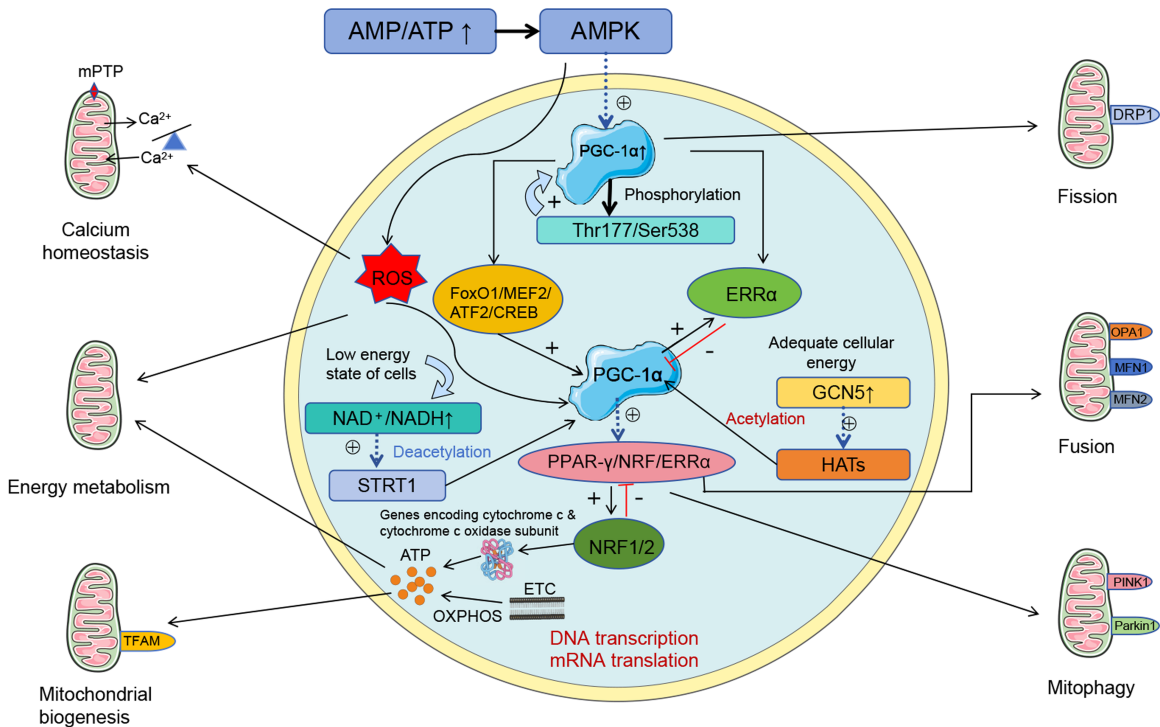 AMP/ATP ↑
AMPK
mPTP
Ca²⁺
Ca²⁺
Calcium
homeostasis
⊕
PGC-1α↑
+
Phosphorylation
Thr177/Ser538
DRP1
Fission
ROS
FoxO1/MEF2/
ATF2/CREB
ERRα
+
+
-
PGC-1α
Low energy
state of cells
NAD⁺/NADH↑
⊕
Deacetylation
STRT1
Adequate cellular
energy
GCN5↑
⊕
Acetylation
HATs
OPA1
MFN1
MFN2
Fusion
Energy metabolism
⊕
PPAR-γ/NRF/ERRα
+
-
NRF1/2
Genes encoding cytochrome c &
cytochrome c oxidase subunit
ATP
ETC
OXPHOS
DNA transcription
mRNA translation
TFAM
Mitochondrial
biogenesis
PINK1
Parkin1
Mitophagy